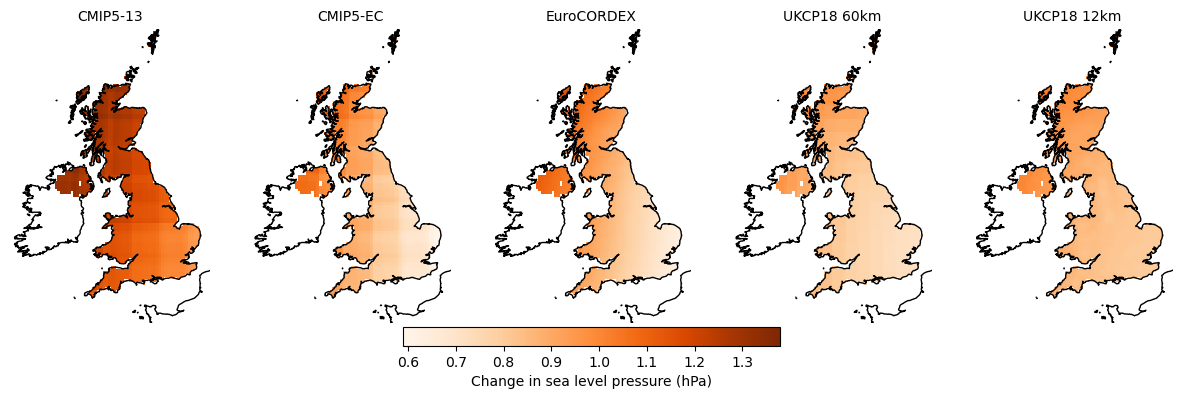 CMIP5-13 CMIP5-EC EuroCORDEX UKCP18 60km UKCP18 12km
0.6 0.7 0.8 0.9 1.0 1.1 1.2 1.3
Change in sea level pressure (hPa)